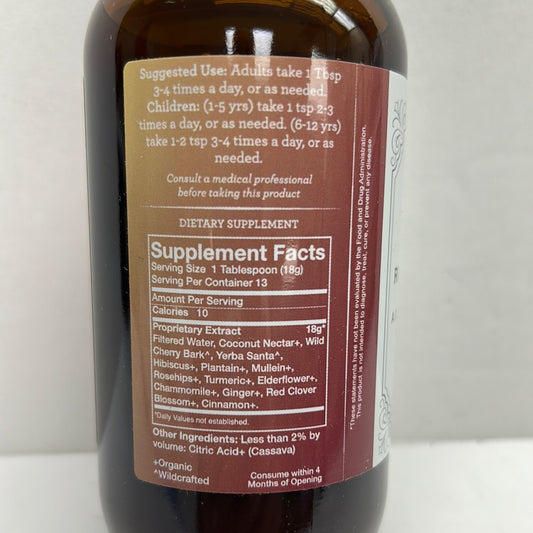 Suggested Use: Adults take 1 Tbsp
3-4 times a day, or as needed.
Children: (1-5 yrs) take 1 tsp 2-3
times a day, or as needed. (6-12 yrs)
take 1-2 tsp 3-4 times a day, or as
needed.
Consult a medical professional
before taking this product
DIETARY SUPPLEMENT
Supplement Facts
Serving Size 1 Tablespoon (18g)
Serving Per Container 13
Amount Per Serving
Calories 10
Proprietary Extract 18g*
Filtered Water, Coconut Nectar+, Wild
Cherry Bark^, Yerba Santa^,
Hibiscus+, Plantain+, Mullein+,
Rosehips+, Turmeric+, Elderflower+,
Chammomile+, Ginger+, Red Clover
Blossom+, Cinnamon+.
*Daily Values not established.
Other Ingredients: Less than 2% by
volume: Citric Acid+ (Cassava)
+Organic
^Wildcrafted
Consume within 4
Months of Opening
*These statements have not been evaluated by the Food and Drug Administration.
This product is not intended to diagnose, treat, cure, or prevent any disease.
R
A